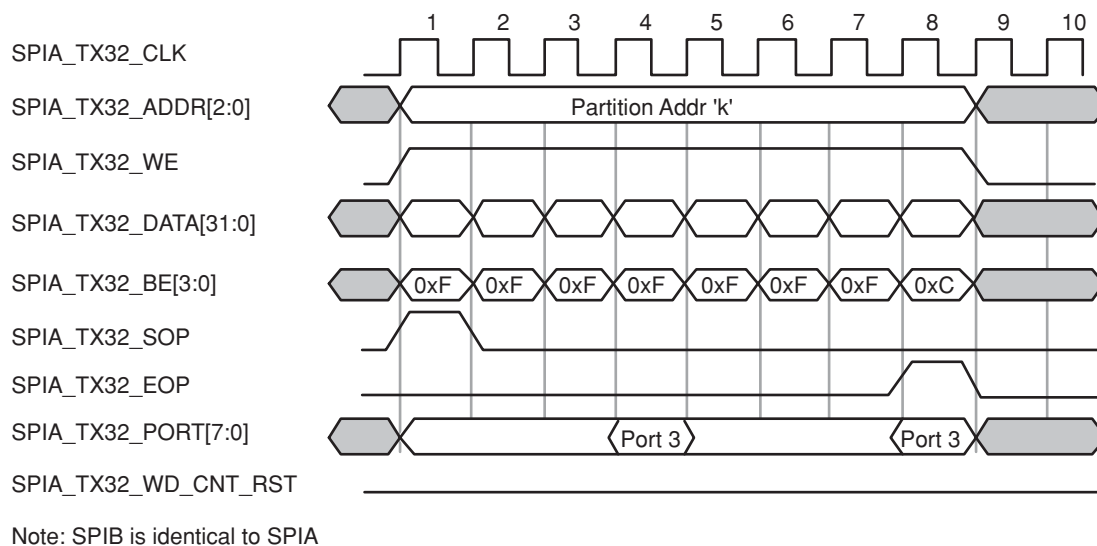 1 2 3 4 5 6 7 8 9 10
SPIA_TX32_CLK
SPIA_TX32_ADDR[2:0] Partition Addr 'k'
SPIA_TX32_WE
SPIA_TX32_DATA[31:0]
SPIA_TX32_BE[3:0] 0xF 0xF 0xF 0xF 0xF 0xF 0xF 0xC
SPIA_TX32_SOP
SPIA_TX32_EOP
SPIA_TX32_PORT[7:0] Port 3 Port 3
SPIA_TX32_WD_CNT_RST
Note: SPIB is identical to SPIA